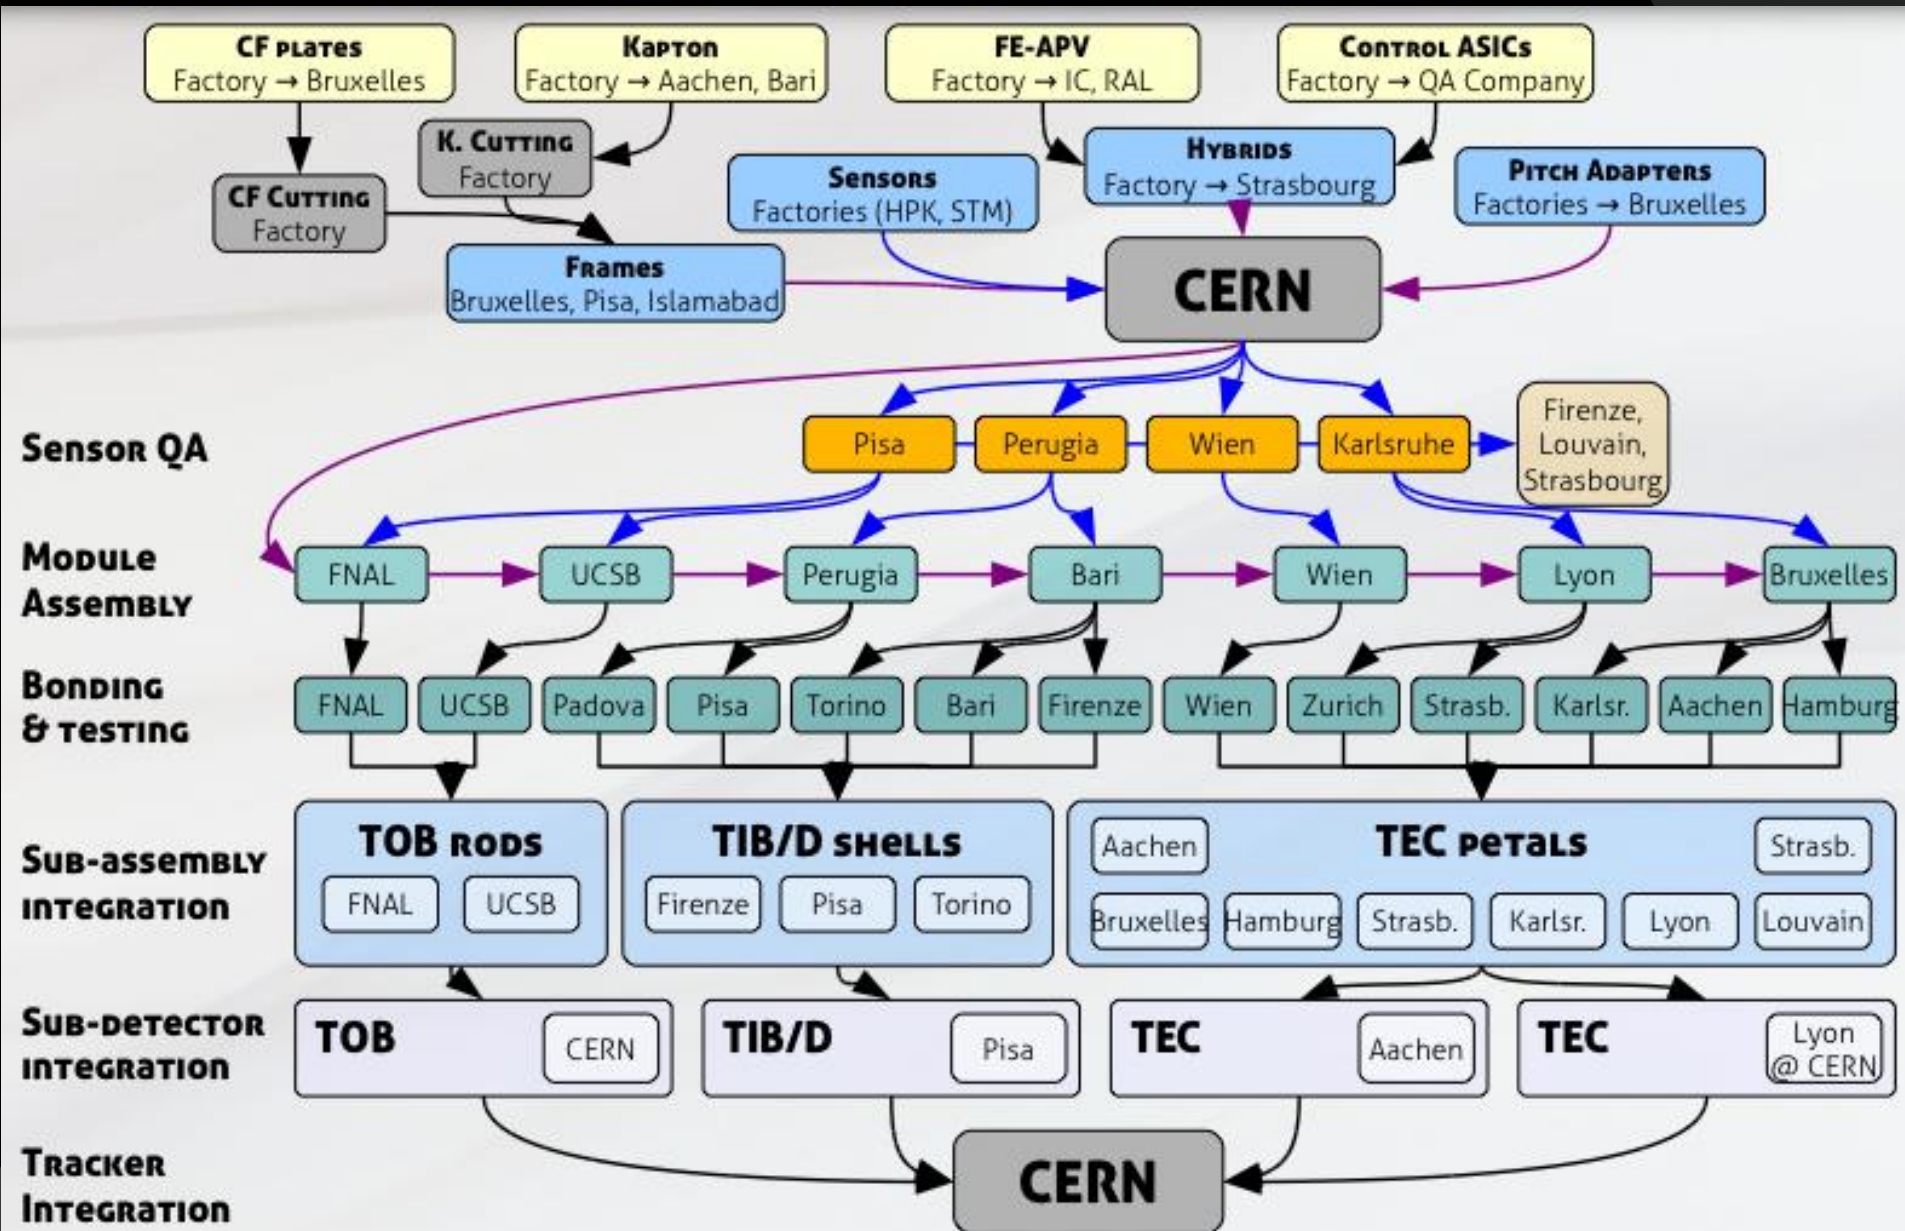 CF plates
Factory → Bruxelles
Kapton
Factory → Aachen, Bari
FE-APV
Factory → IC, RAL
Control ASICs
Factory → QA Company
K. Cutting
Factory
CF Cutting
Factory
Sensors
Factories (HPK, STM)
Hybrids
Factory → Strasbourg
Pitch Adapters
Factories → Bruxelles
Frames
Bruxelles, Pisa, Islamabad
CERN
Sensor QA
Pisa
Perugia
Wien
Karlsruhe
Firenze,
Louvain,
Strasbourg
Module
Assembly
FNAL
UCSB
Perugia
Bari
Wien
Lyon
Bruxelles
Bonding
& testing
FNAL
UCSB
Padova
Pisa
Torino
Bari
Firenze
Wien
Zurich
Strasb.
Karlsr.
Aachen
Hamburg
Sub-assembly
integration
TOB rods
FNAL
UCSB
TIB/D shells
Firenze
Pisa
Torino
TEC petals
Aachen
Strasb.
Bruxelles
Hamburg
Strasb.
Karlsr.
Lyon
Louvain
Sub-detector
integration
TOB
CERN
TIB/D
Pisa
TEC
Aachen
TEC
Lyon
@ CERN
Tracker
Integration
CERN